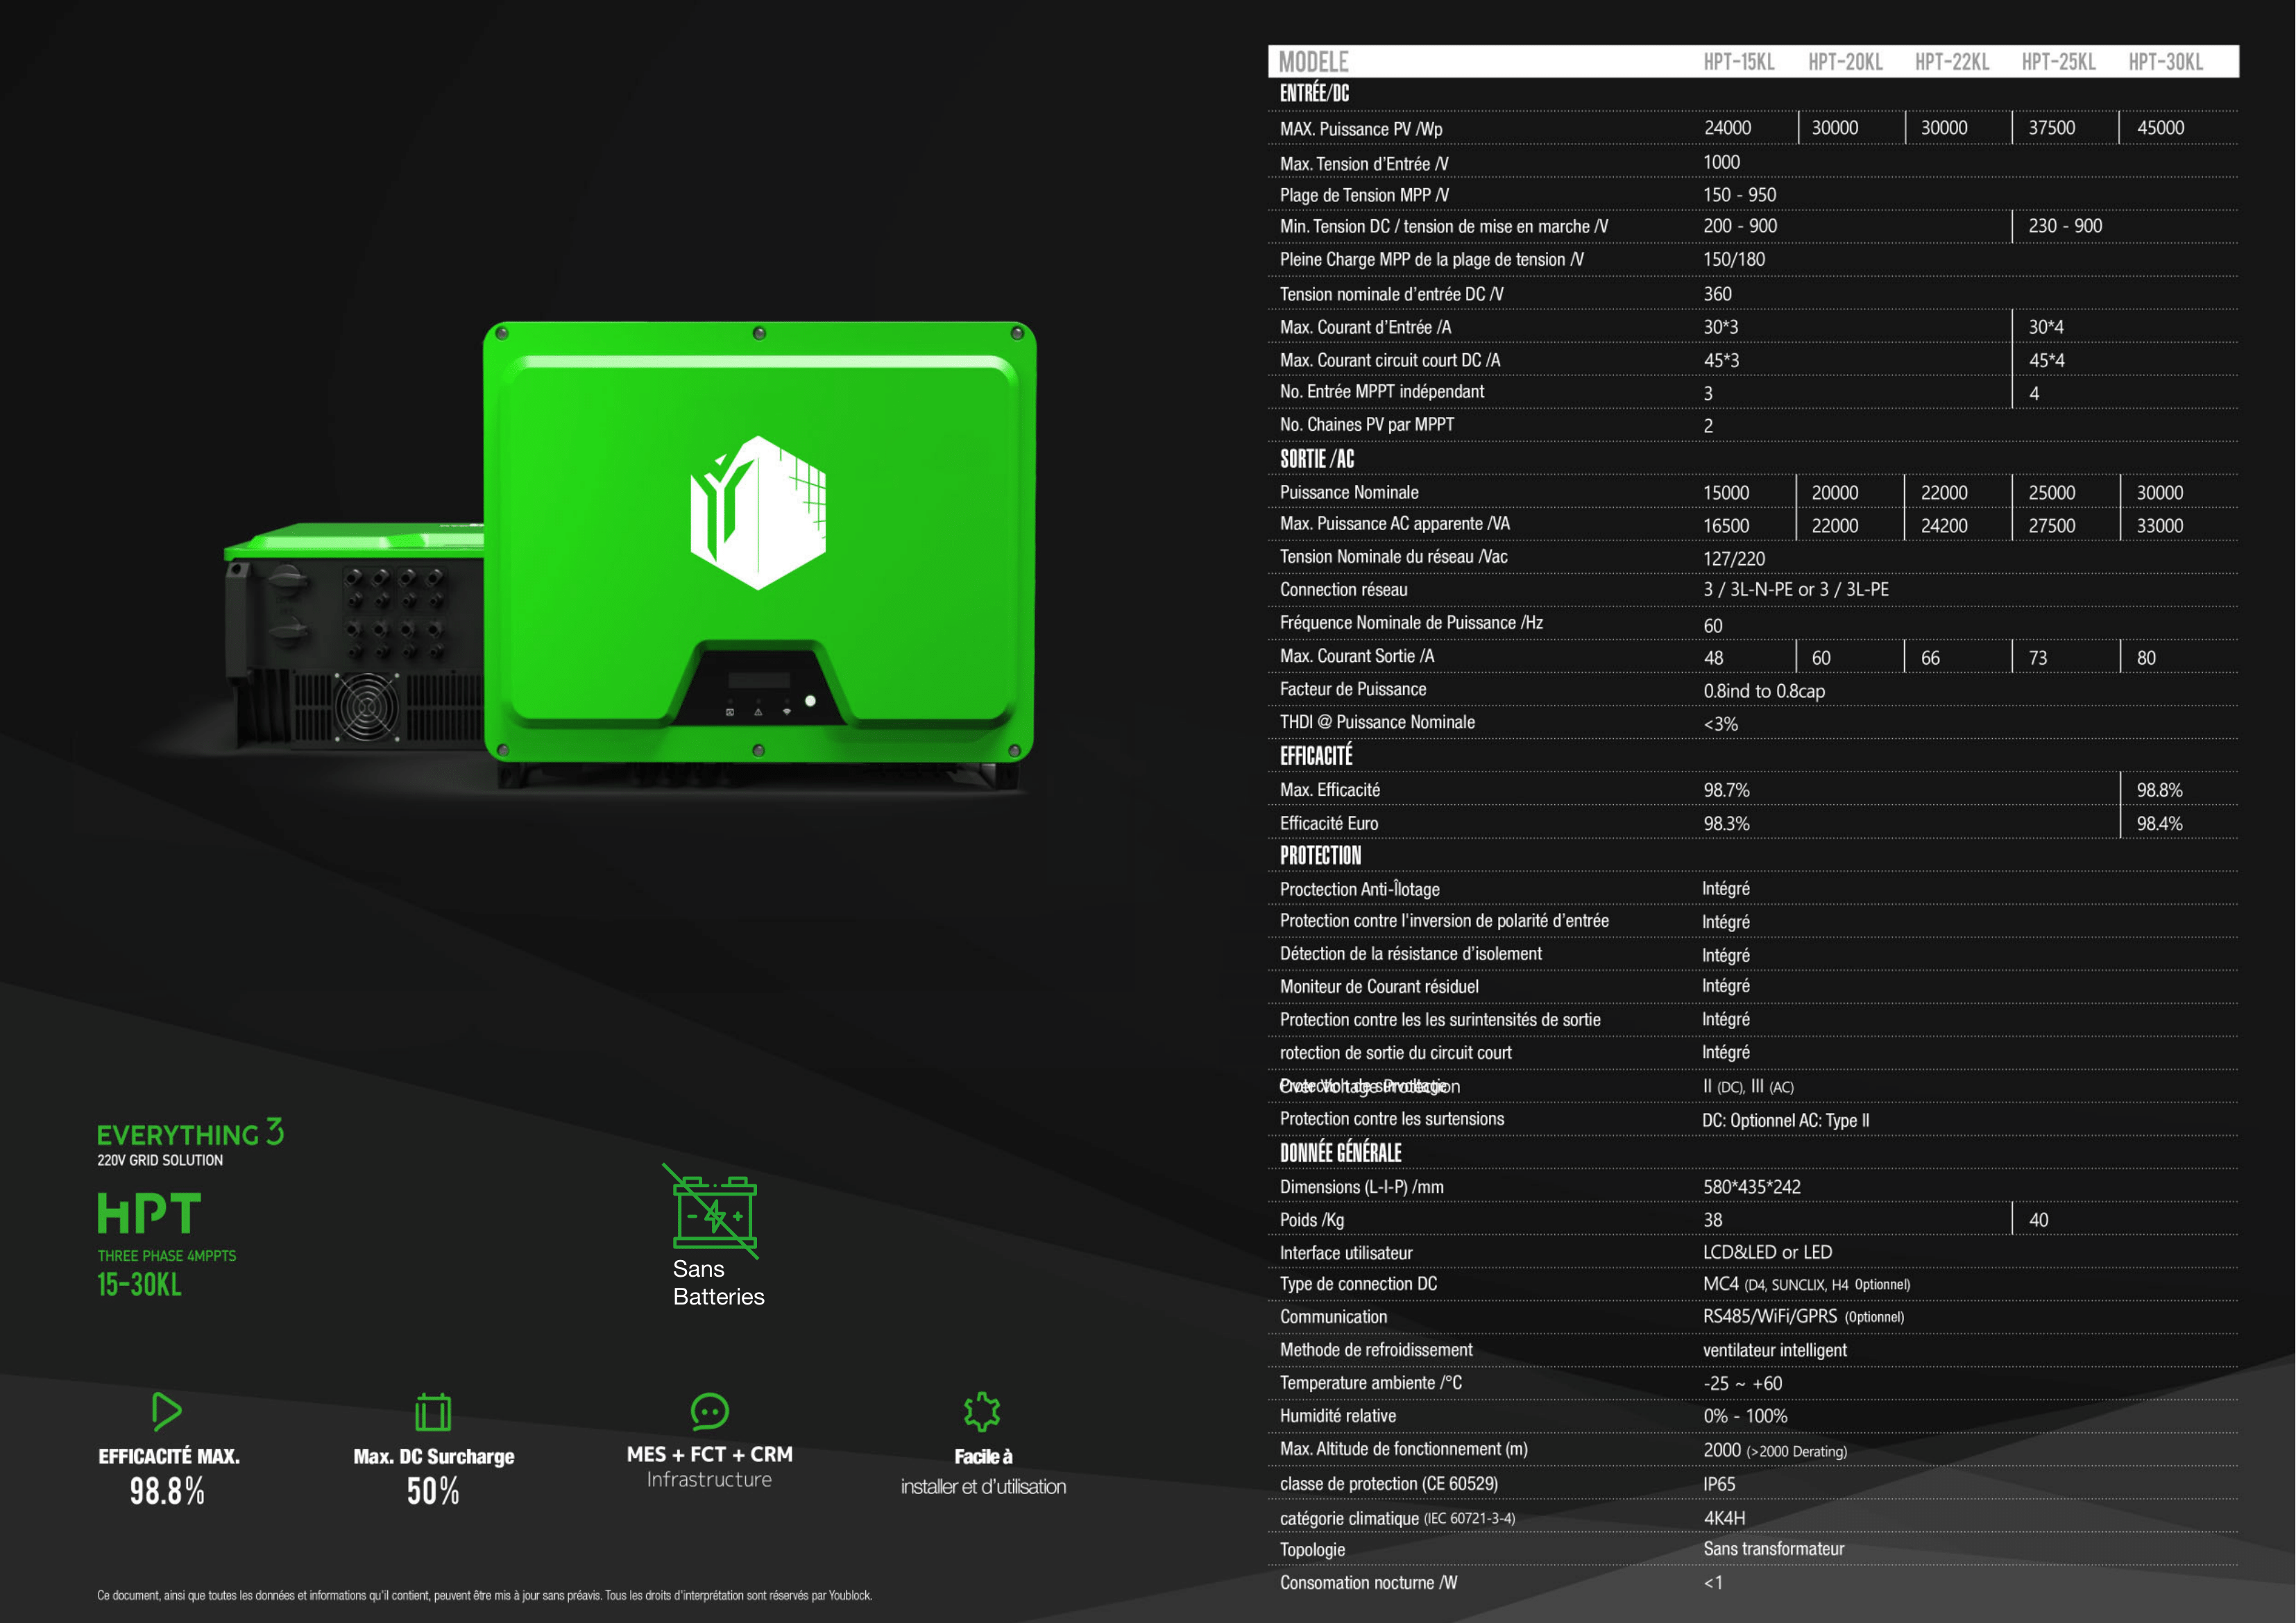 EVERYTHING 3
220V GRID SOLUTION
HPT
THREE PHASE 4MPPTS
15-30KL
Sans
Batteries
EFFICACITÉ MAX.
98.8%
Max. DC Surcharge
50%
MES + FCT + CRM
Infrastructure
Facile à
installer et d'utilisation
Ce document, ainsi que toutes les données et informations qu'il contient, peuvent être mis à jour sans préavis. Tous les droits d'interprétation sont réservés par Youblock.
MODELE HPT-15KL HPT-20KL HPT-22KL HPT-25KL HPT-30KL
ENTRÉE/DC
MAX. Puissance PV /Wp 24000 30000 30000 37500 45000
Max. Tension d'Entrée /V 1000
Plage de Tension MPP /V 150 - 950
Min. Tension DC / tension de mise en marche /V 200 - 900 230 - 900
Pleine Charge MPP de la plage de tension /V 150/180
Tension nominale d'entrée DC /V 360
Max. Courant d'Entrée /A 30*3 30*4
Max. Courant circuit court DC /A 45*3 45*4
No. Entrée MPPT indépendant 3 4
No. Chaines PV par MPPT 2
SORTIE /AC
Puissance Nominale 15000 20000 22000 25000 30000
Max. Puissance AC apparente /VA 16500 22000 24200 27500 33000
Tension Nominale du réseau /Vac 127/220
Connection réseau 3 / 3L-N-PE or 3 / 3L-PE
Fréquence Nominale de Puissance /Hz 60
Max. Courant Sortie /A 48 60 66 73 80
Facteur de Puissance 0.8ind to 0.8cap
THDI @ Puissance Nominale <3%
EFFICACITÉ
Max. Efficacité 98.7% 98.8%
Efficacité Euro 98.3% 98.4%
PROTECTION
Proctection Anti-Îlotage Intégré
Protection contre l'inversion de polarité d'entrée Intégré
Détection de la résistance d'isolement Intégré
Moniteur de Courant résiduel Intégré
Protection contre les les surintensités de sortie Intégré
rotection de sortie du circuit court Intégré
Over Voltage Protection II (DC), III (AC)
Protection contre les surtensions DC: Optionnel AC: Type II
DONNÉE GÉNÉRALE
Dimensions (L-l-P) /mm 580*435*242
Poids /Kg 38 40
Interface utilisateur LCD&LED or LED
Type de connection DC MC4 (D4, SUNCLIX, H4 Optionnel)
Communication RS485/WiFi/GPRS (Optionnel)
Methode de refroidissement ventilateur intelligent
Temperature ambiente /°C -25 ~ +60
Humidité relative 0% - 100%
Max. Altitude de fonctionnement (m) 2000 (>2000 Derating)
classe de protection (CE 60529) IP65
catégorie climatique (IEC 60721-3-4) 4K4H
Topologie Sans transformateur
Consomation nocturne /W <1